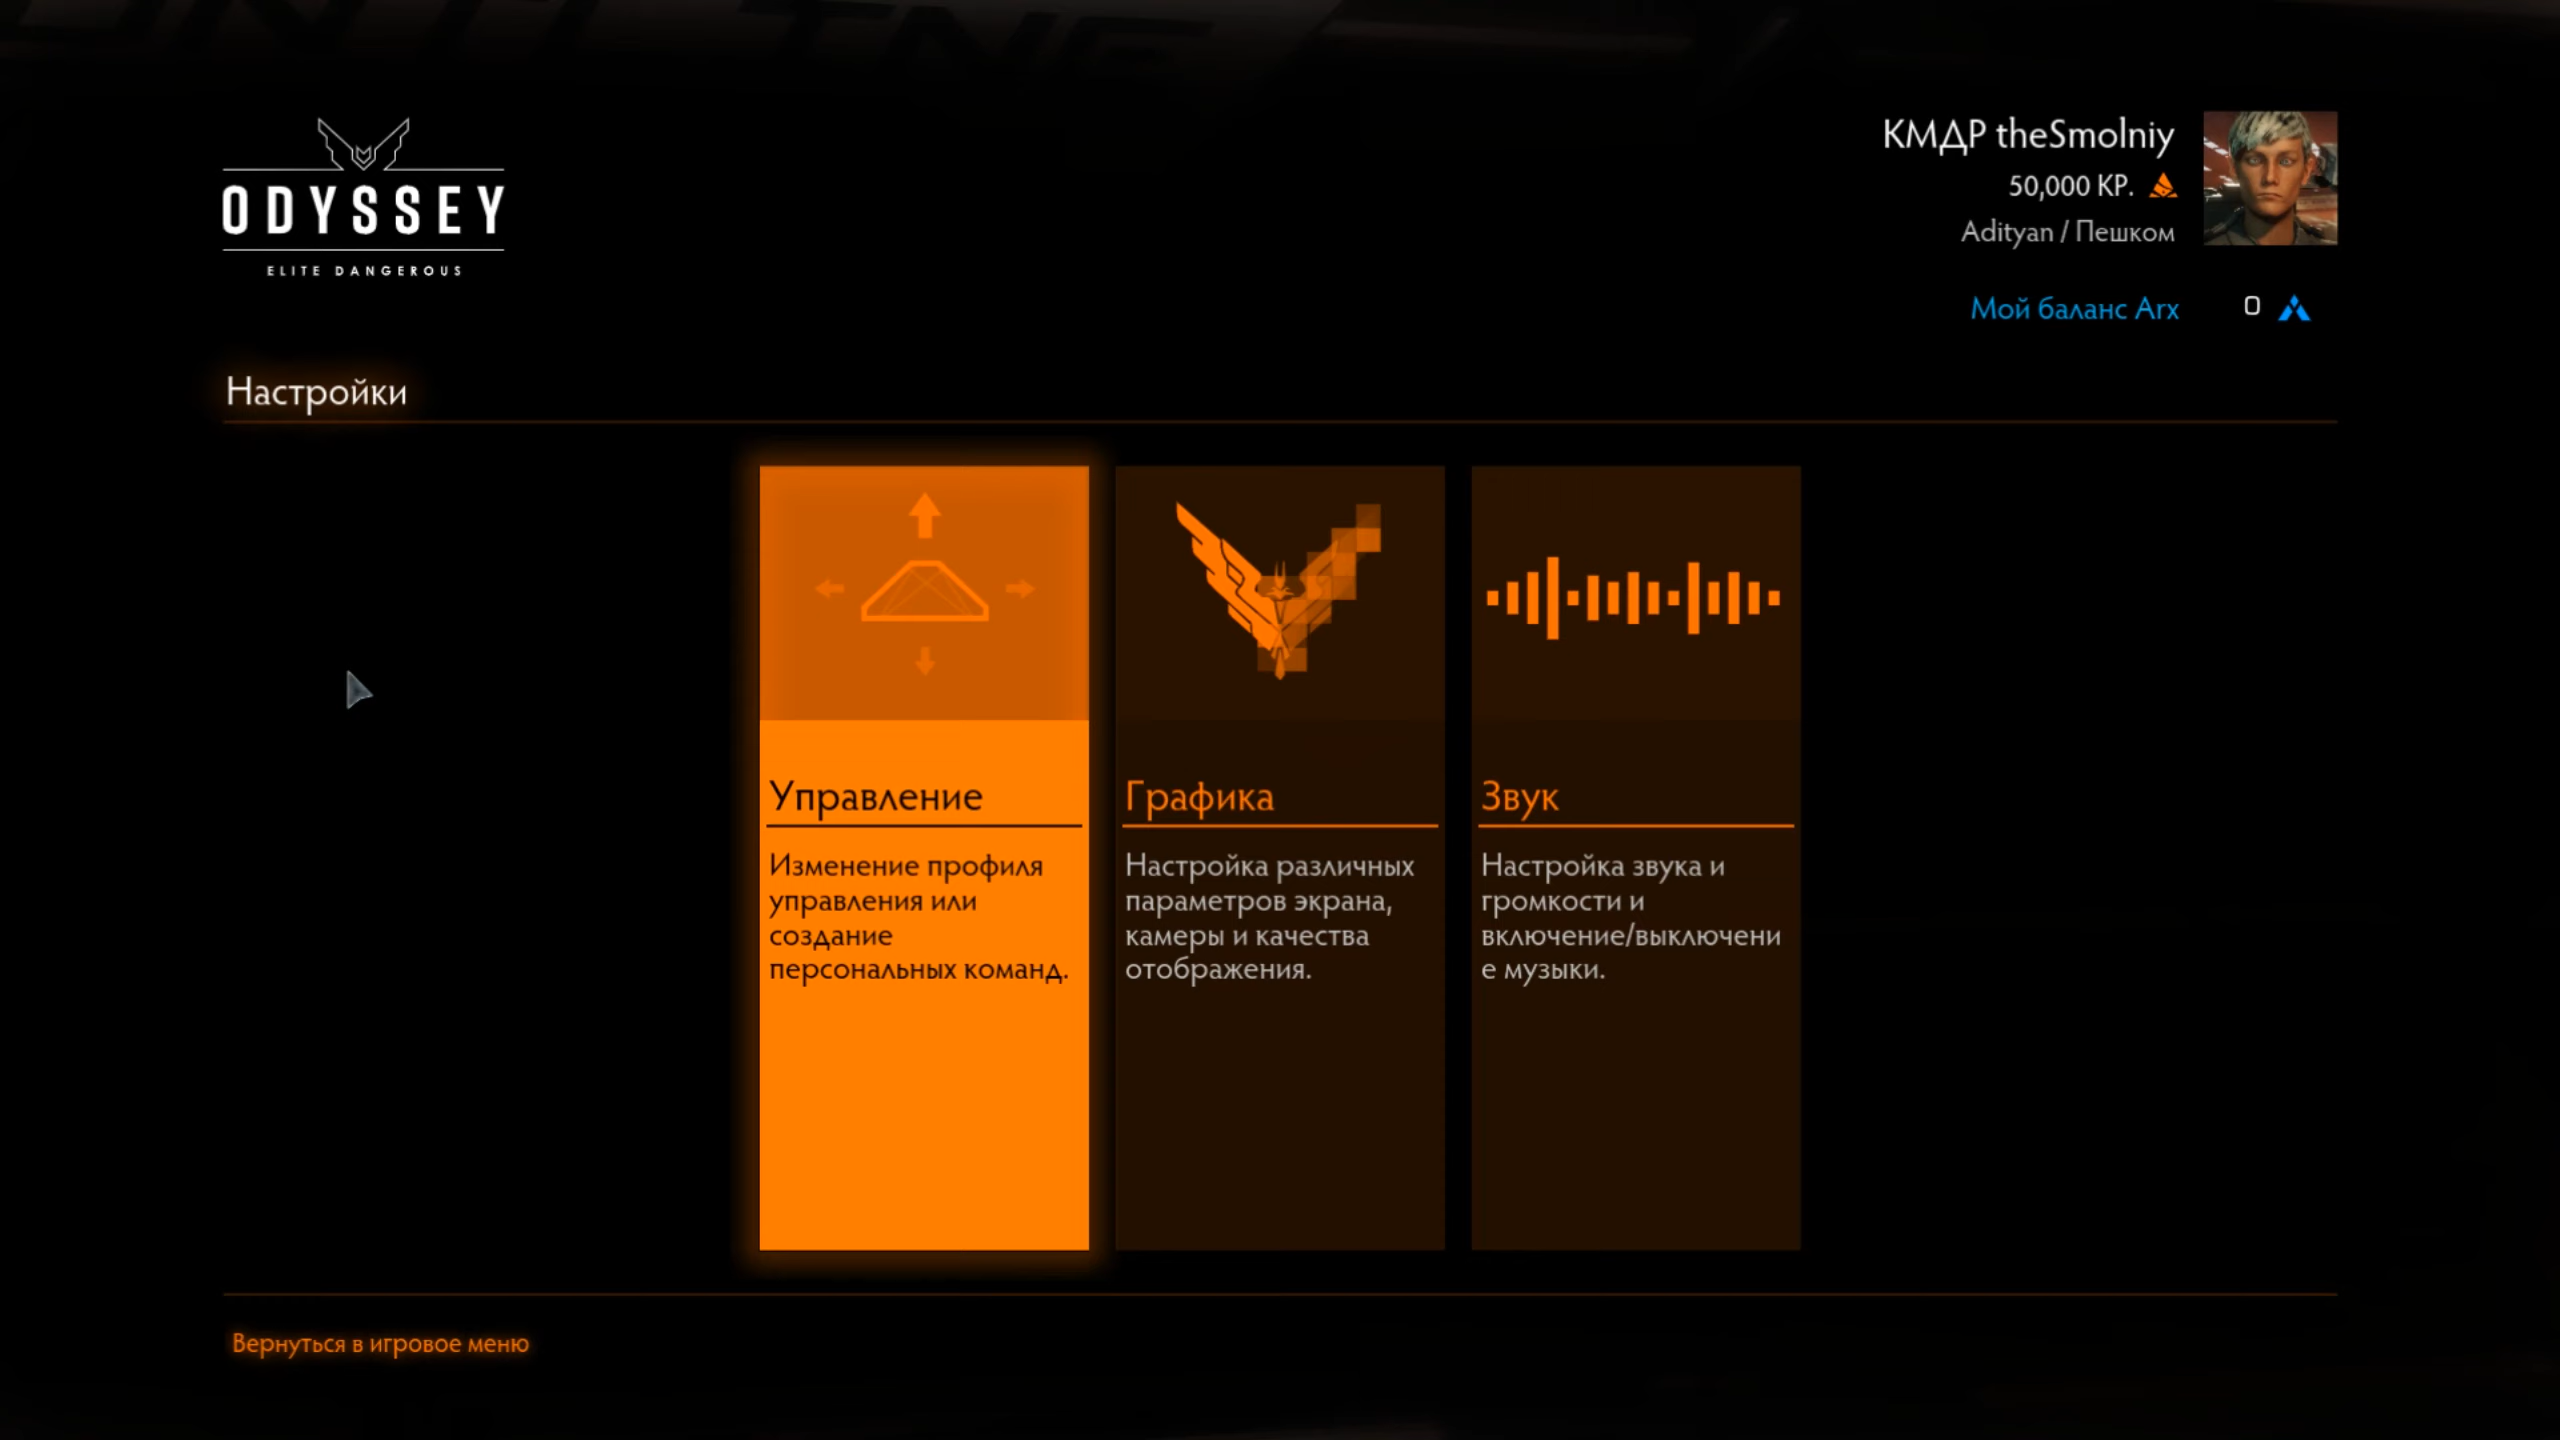 ODYSSEY
ELITE DANGEROUS
КМДР theSmolniy
50,000 КР.
Adityan / Пешком
Мой баланс Arx 0
Настройки
Управление
Изменение профиля
управления или
создание
персональных команд.
Графика
Настройка различных
параметров экрана,
камеры и качества
отображения.
Звук
Настройка звука и
громкости и
включение/выключени
е музыки.
Вернуться в игровое меню